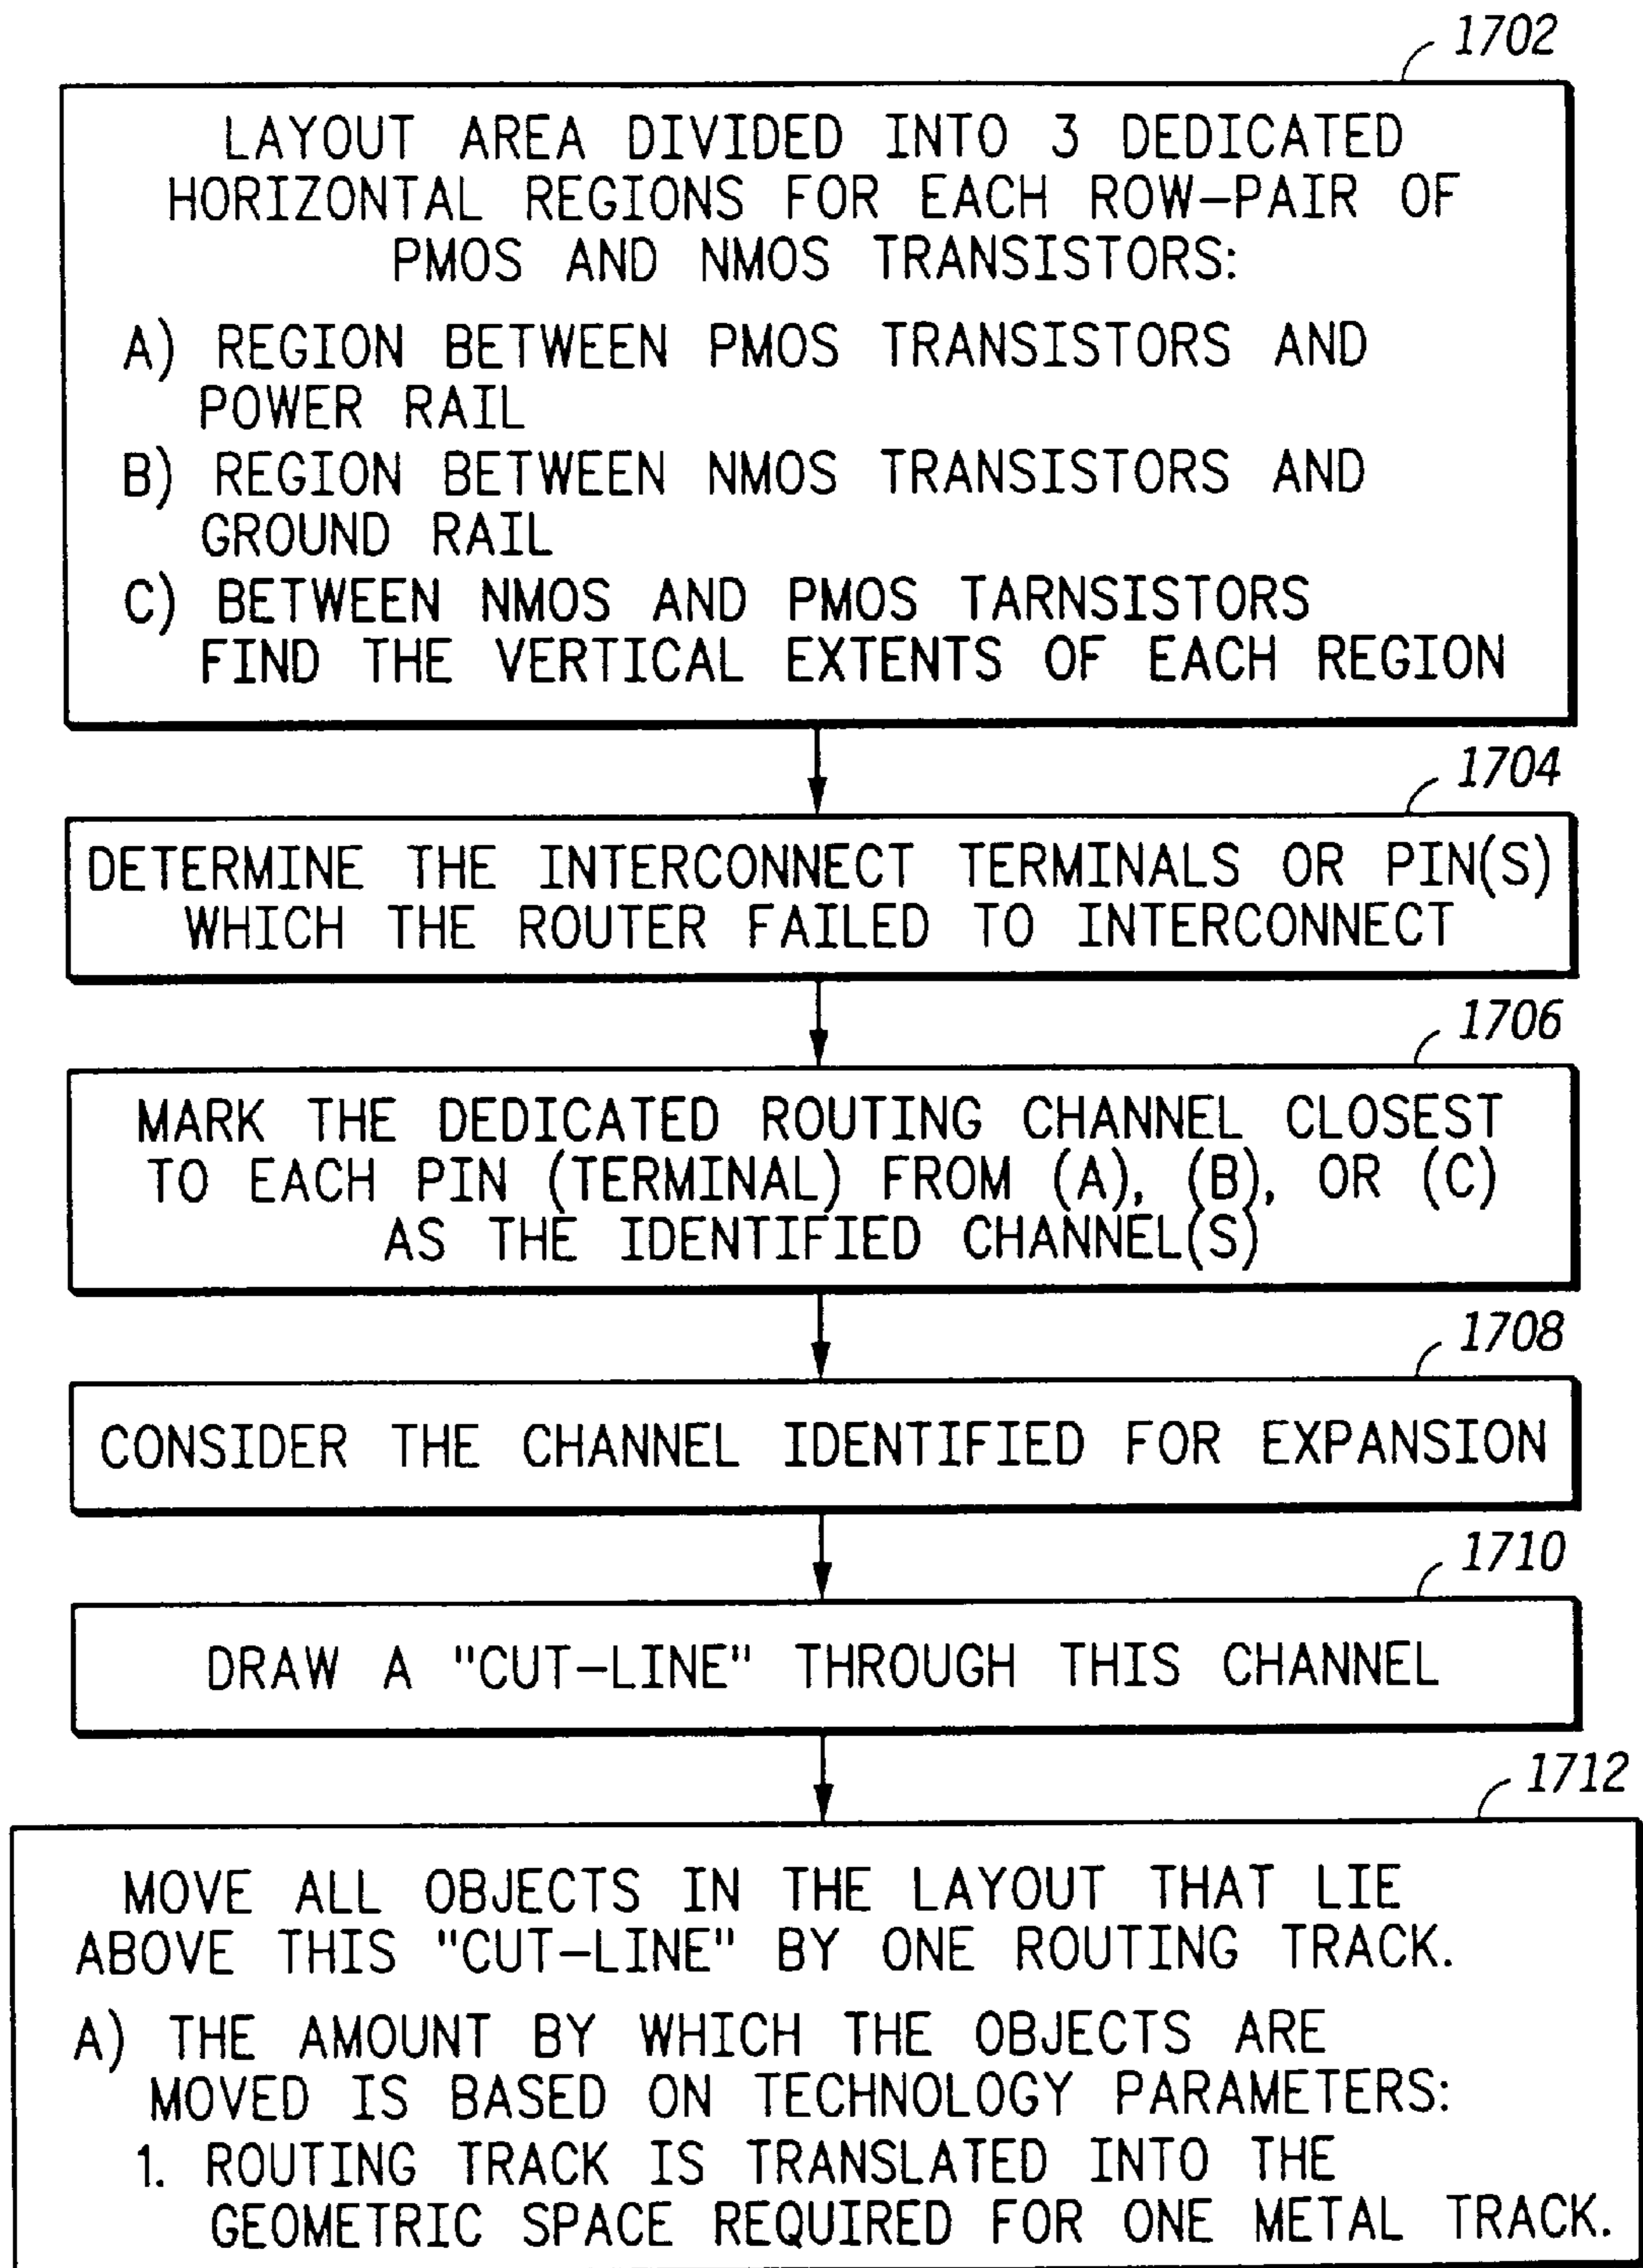 1702
LAYOUT AREA DIVIDED INTO 3 DEDICATED
HORIZONTAL REGIONS FOR EACH ROW-PAIR OF
PMOS AND NMOS TRANSISTORS:
A) REGION BETWEEN PMOS TRANSISTORS AND
POWER RAIL
B) REGION BETWEEN NMOS TRANSISTORS AND
GROUND RAIL
C) BETWEEN NMOS AND PMOS TARNSISTORS
FIND THE VERTICAL EXTENTS OF EACH REGION
1704
DETERMINE THE INTERCONNECT TERMINALS OR PIN(S)
WHICH THE ROUTER FAILED TO INTERCONNECT
1706
MARK THE DEDICATED ROUTING CHANNEL CLOSEST
TO EACH PIN (TERMINAL) FROM (A), (B), OR (C)
AS THE IDENTIFIED CHANNEL(S)
1708
CONSIDER THE CHANNEL IDENTIFIED FOR EXPANSION
1710
DRAW A "CUT-LINE" THROUGH THIS CHANNEL
1712
MOVE ALL OBJECTS IN THE LAYOUT THAT LIE
ABOVE THIS "CUT-LINE" BY ONE ROUTING TRACK.
A) THE AMOUNT BY WHICH THE OBJECTS ARE
MOVED IS BASED ON TECHNOLOGY PARAMETERS:
1. ROUTING TRACK IS TRANSLATED INTO THE
GEOMETRIC SPACE REQUIRED FOR ONE METAL TRACK.